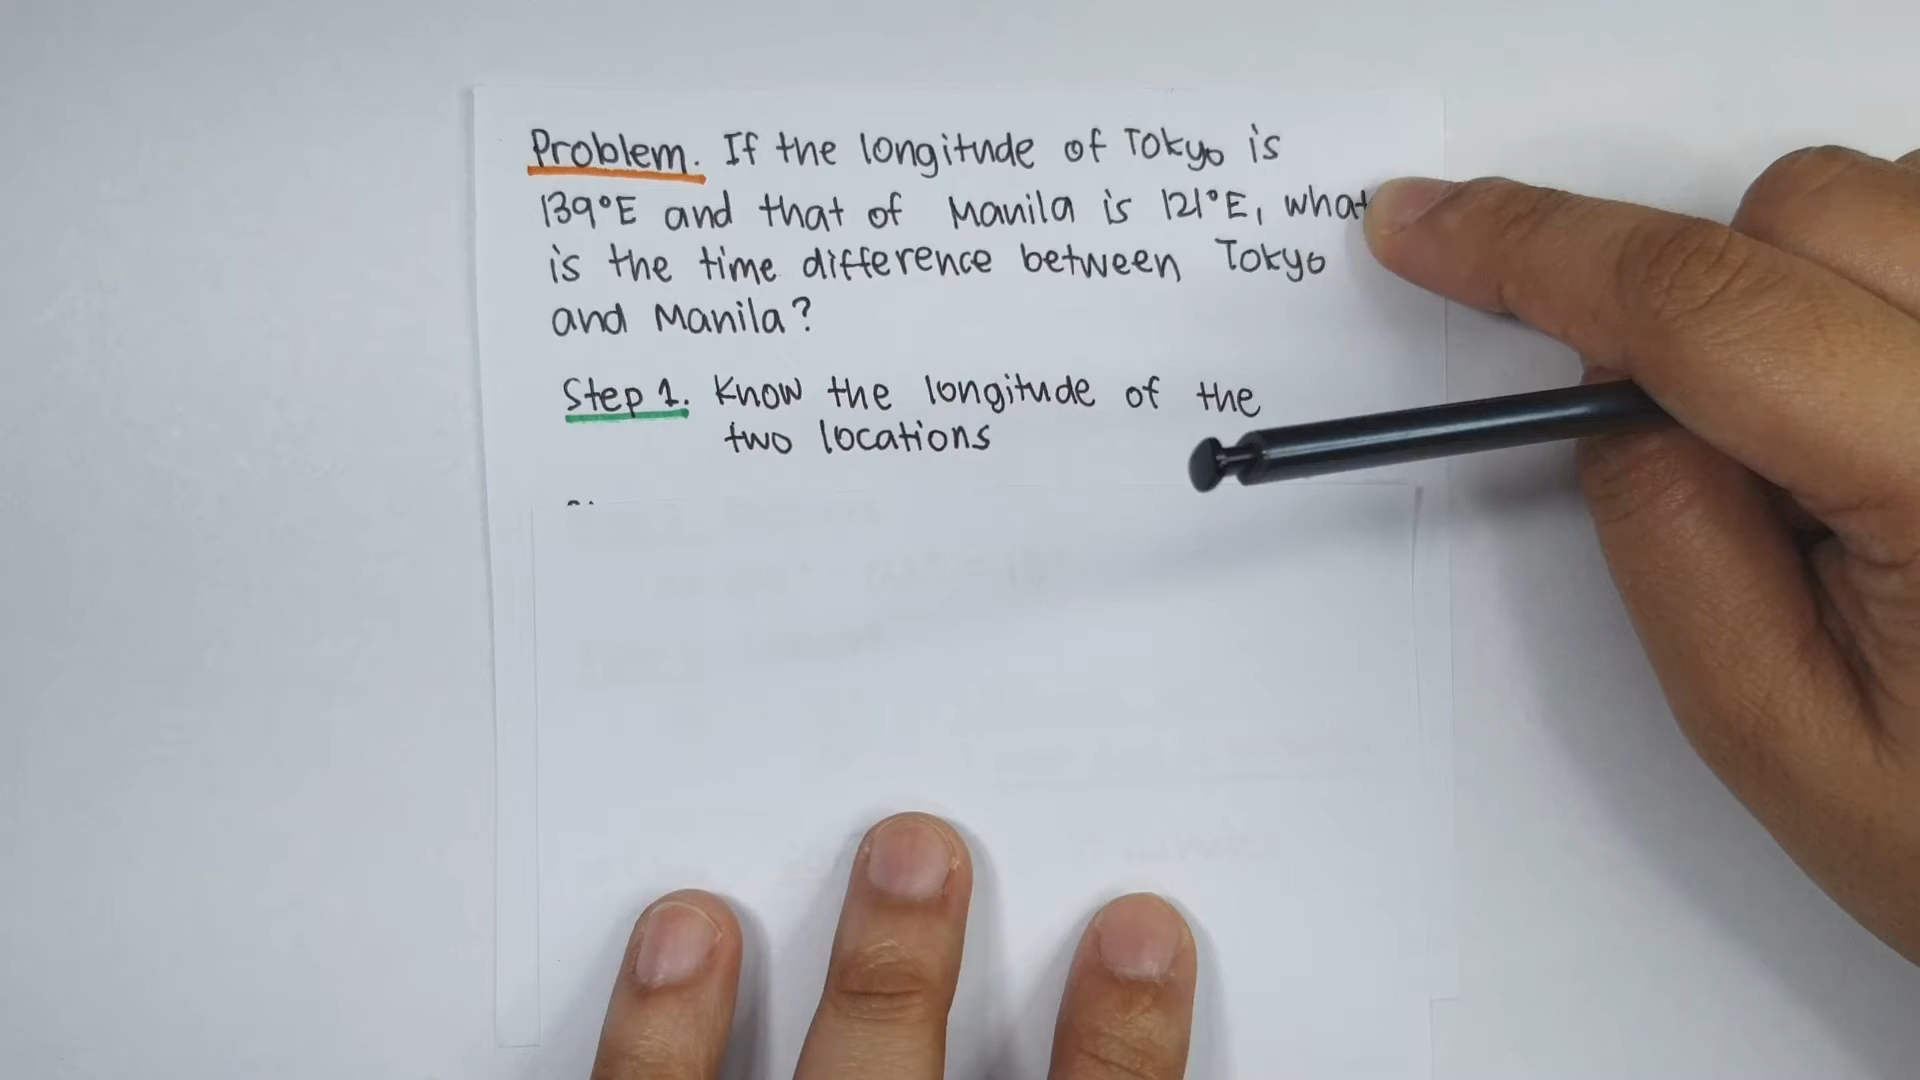 Problem. If the longitude of Tokyo is
139°E and that of Manila is 121°E, what
is the time difference between Tokyo
and Manila?
Step 1. Know the longitude of the
two locations